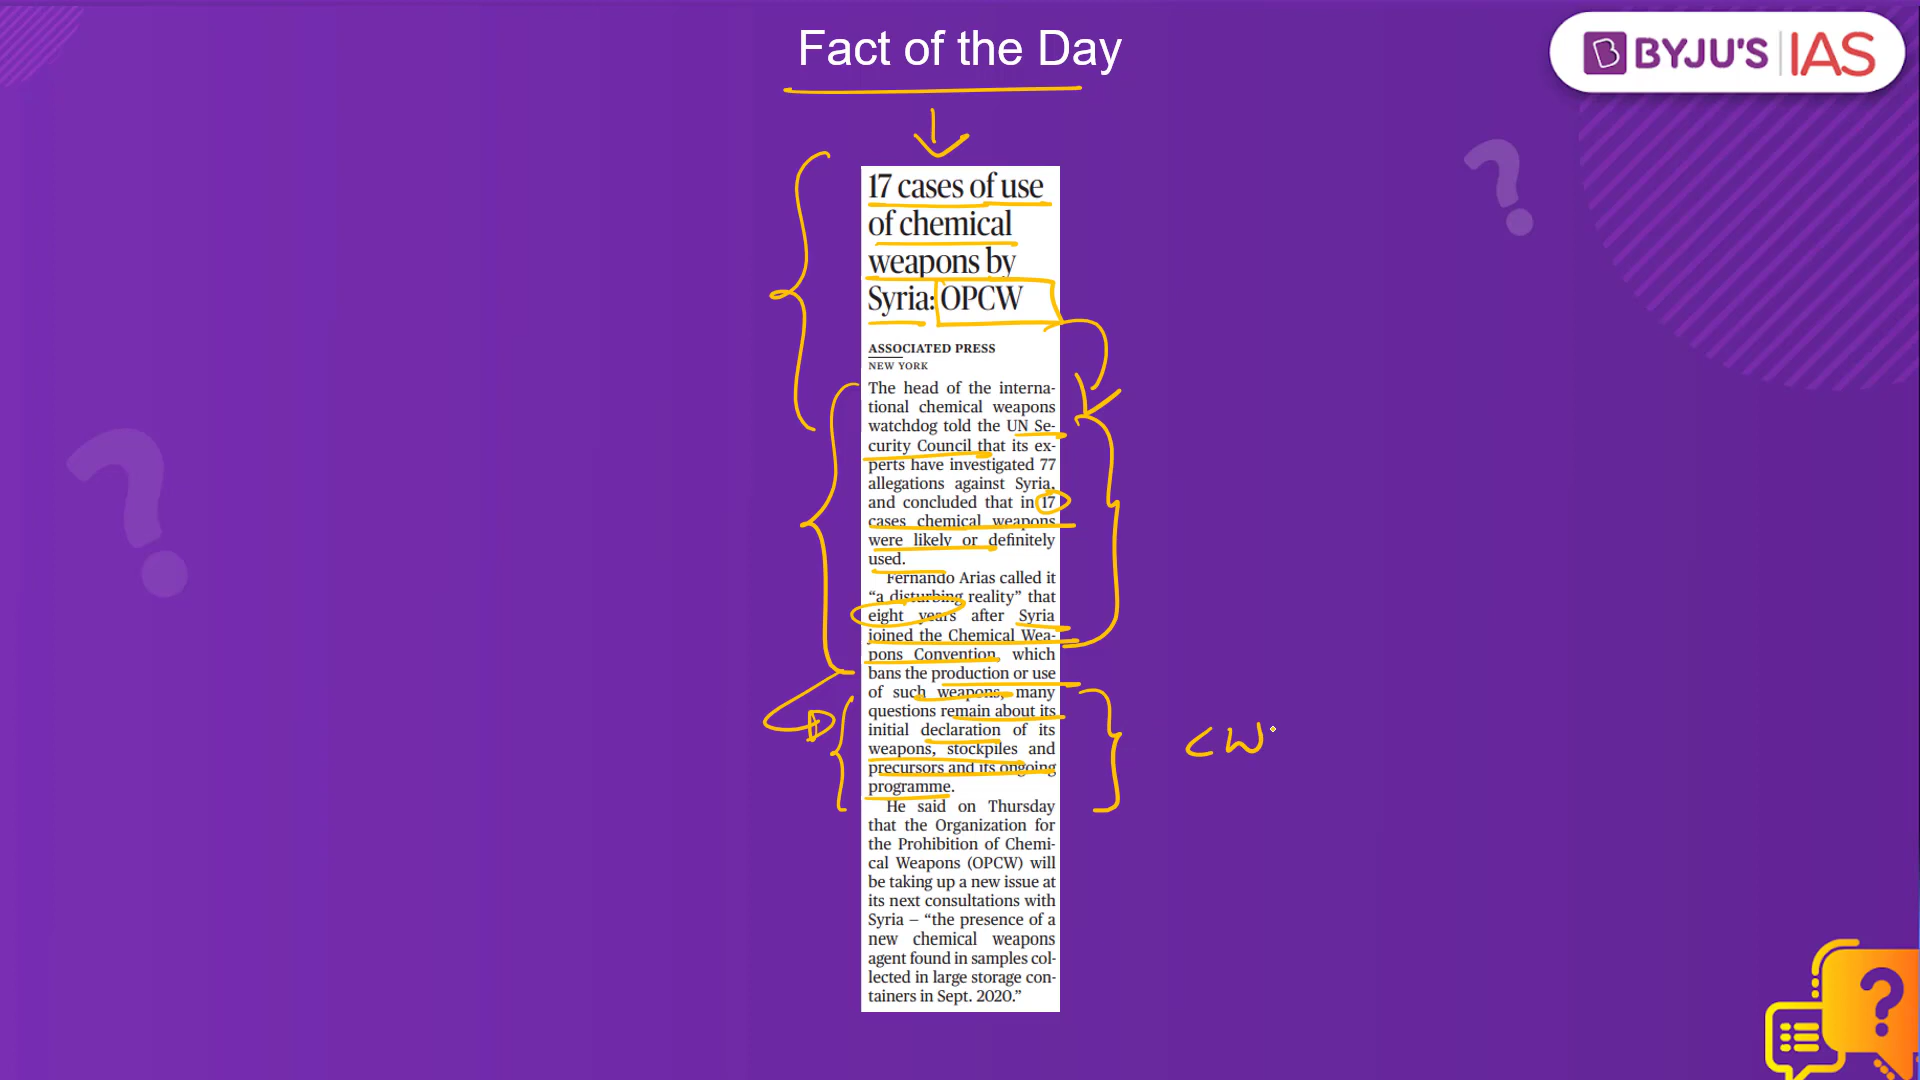 Fact of the Day
BYJU'S IAS
17 cases of use
of chemical
weapons by
Syria: OPCW
ASSOCIATED PRESS
NEW YORK
The head of the interna-
tional chemical weapons
watchdog told the UN Se-
curity Council that its ex-
perts have investigated 77
allegations against Syria,
and concluded that in 17
cases chemical weapons
were likely or definitely
used.
Fernando Arias called it
“a disturbing reality” that
eight years after Syria
joined the Chemical Wea-
pons Convention, which
bans the production or use
of such weapons, many
questions remain about its
initial declaration of its
weapons, stockpiles and
precursors and its ongoing
programme.
He said on Thursday
that the Organization for
the Prohibition of Chemi-
cal Weapons (OPCW) will
be taking up a new issue at
its next consultations with
Syria – “the presence of a
new chemical weapons
agent found in samples col-
lected in large storage con-
tainers in Sept. 2020.”
CW